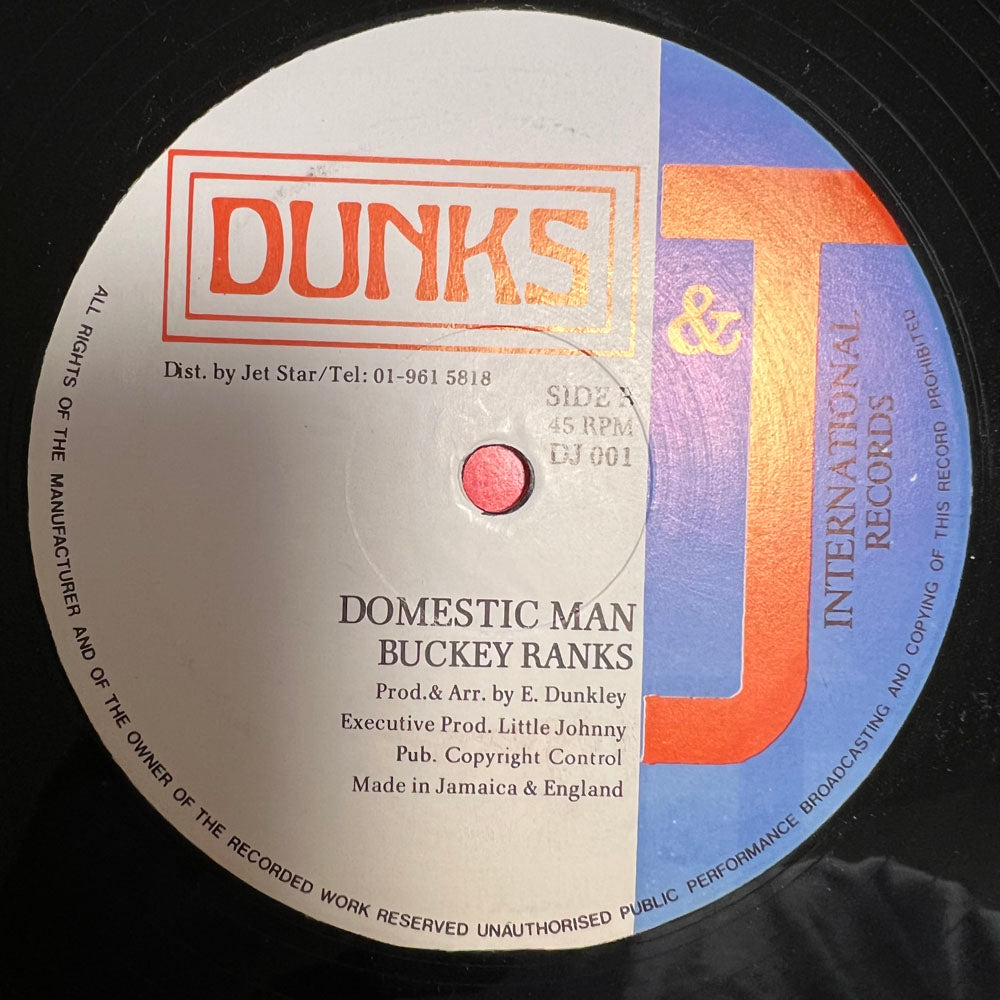 DUNKS
& J
INTERNATIONAL
RECORDS
Dist. by Jet Star/Tel: 01-961 5818
SIDE
45 RPM
DJ 001
DOMESTIC MAN
BUCKEY RANKS
Prod.& Arr. by E. Dunkley
Executive Prod. Little Johnny
Pub. Copyright Control
Made in Jamaica & England
ALL RIGHTS OF THE MANUFACTURER AND OF THE OWNER OF THE RECORDED WORK RESERVED UNAUTHORISED PUBLIC PERFORMANCE BROADCASTING AND COPYING OF THIS RECORD PROHIBITED